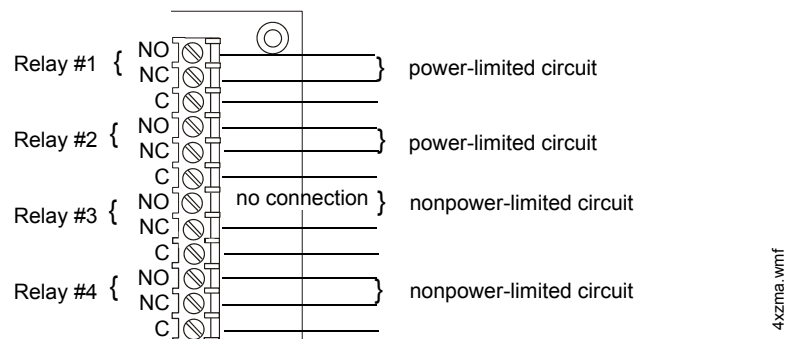 NO
Relay #1 { } power-limited circuit
NC
C
NO
Relay #2 { } power-limited circuit
NC
C
NO no connection } nonpower-limited circuit
Relay #3 {
NC
C
NO
Relay #4 { } nonpower-limited circuit
NC
C
4xzma.wmf